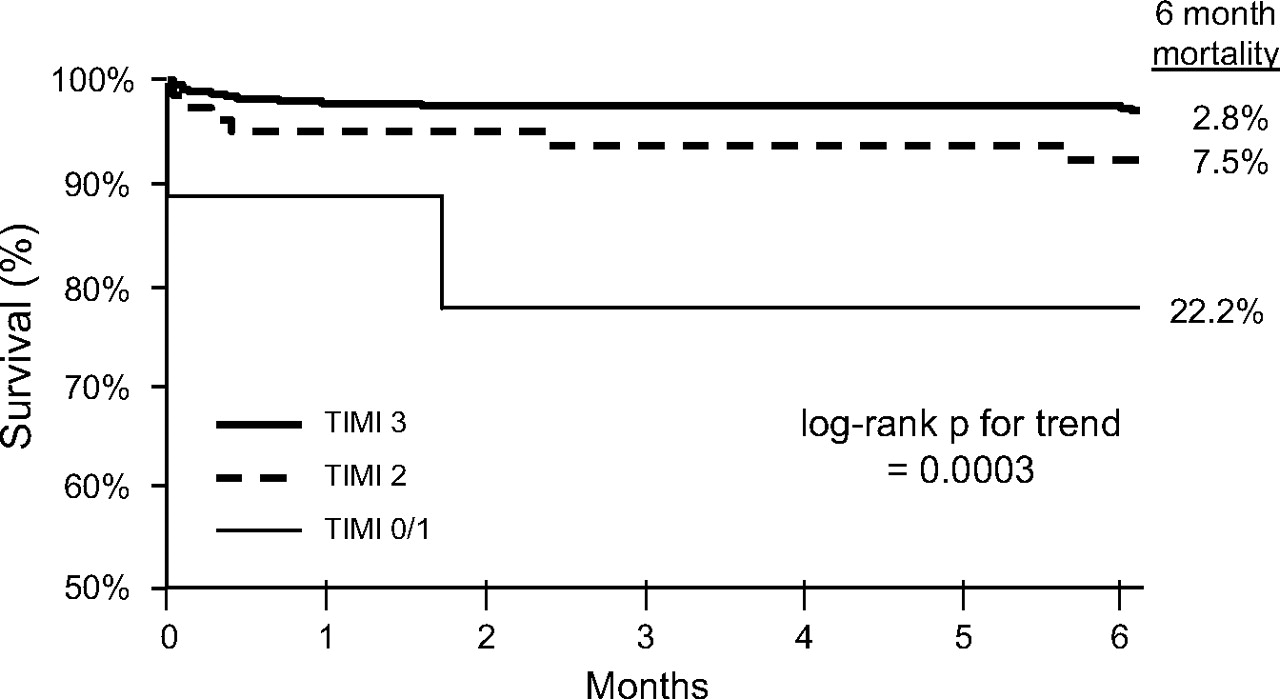 6 month
mortality
100%
2.8%
7.5%
90%
80%
22.2%
70%
60%
50%
Survival (%)
TIMI 3
TIMI 2
TIMI 0/1
log-rank p for trend
= 0.0003
0 1 2 3 4 5 6
Months